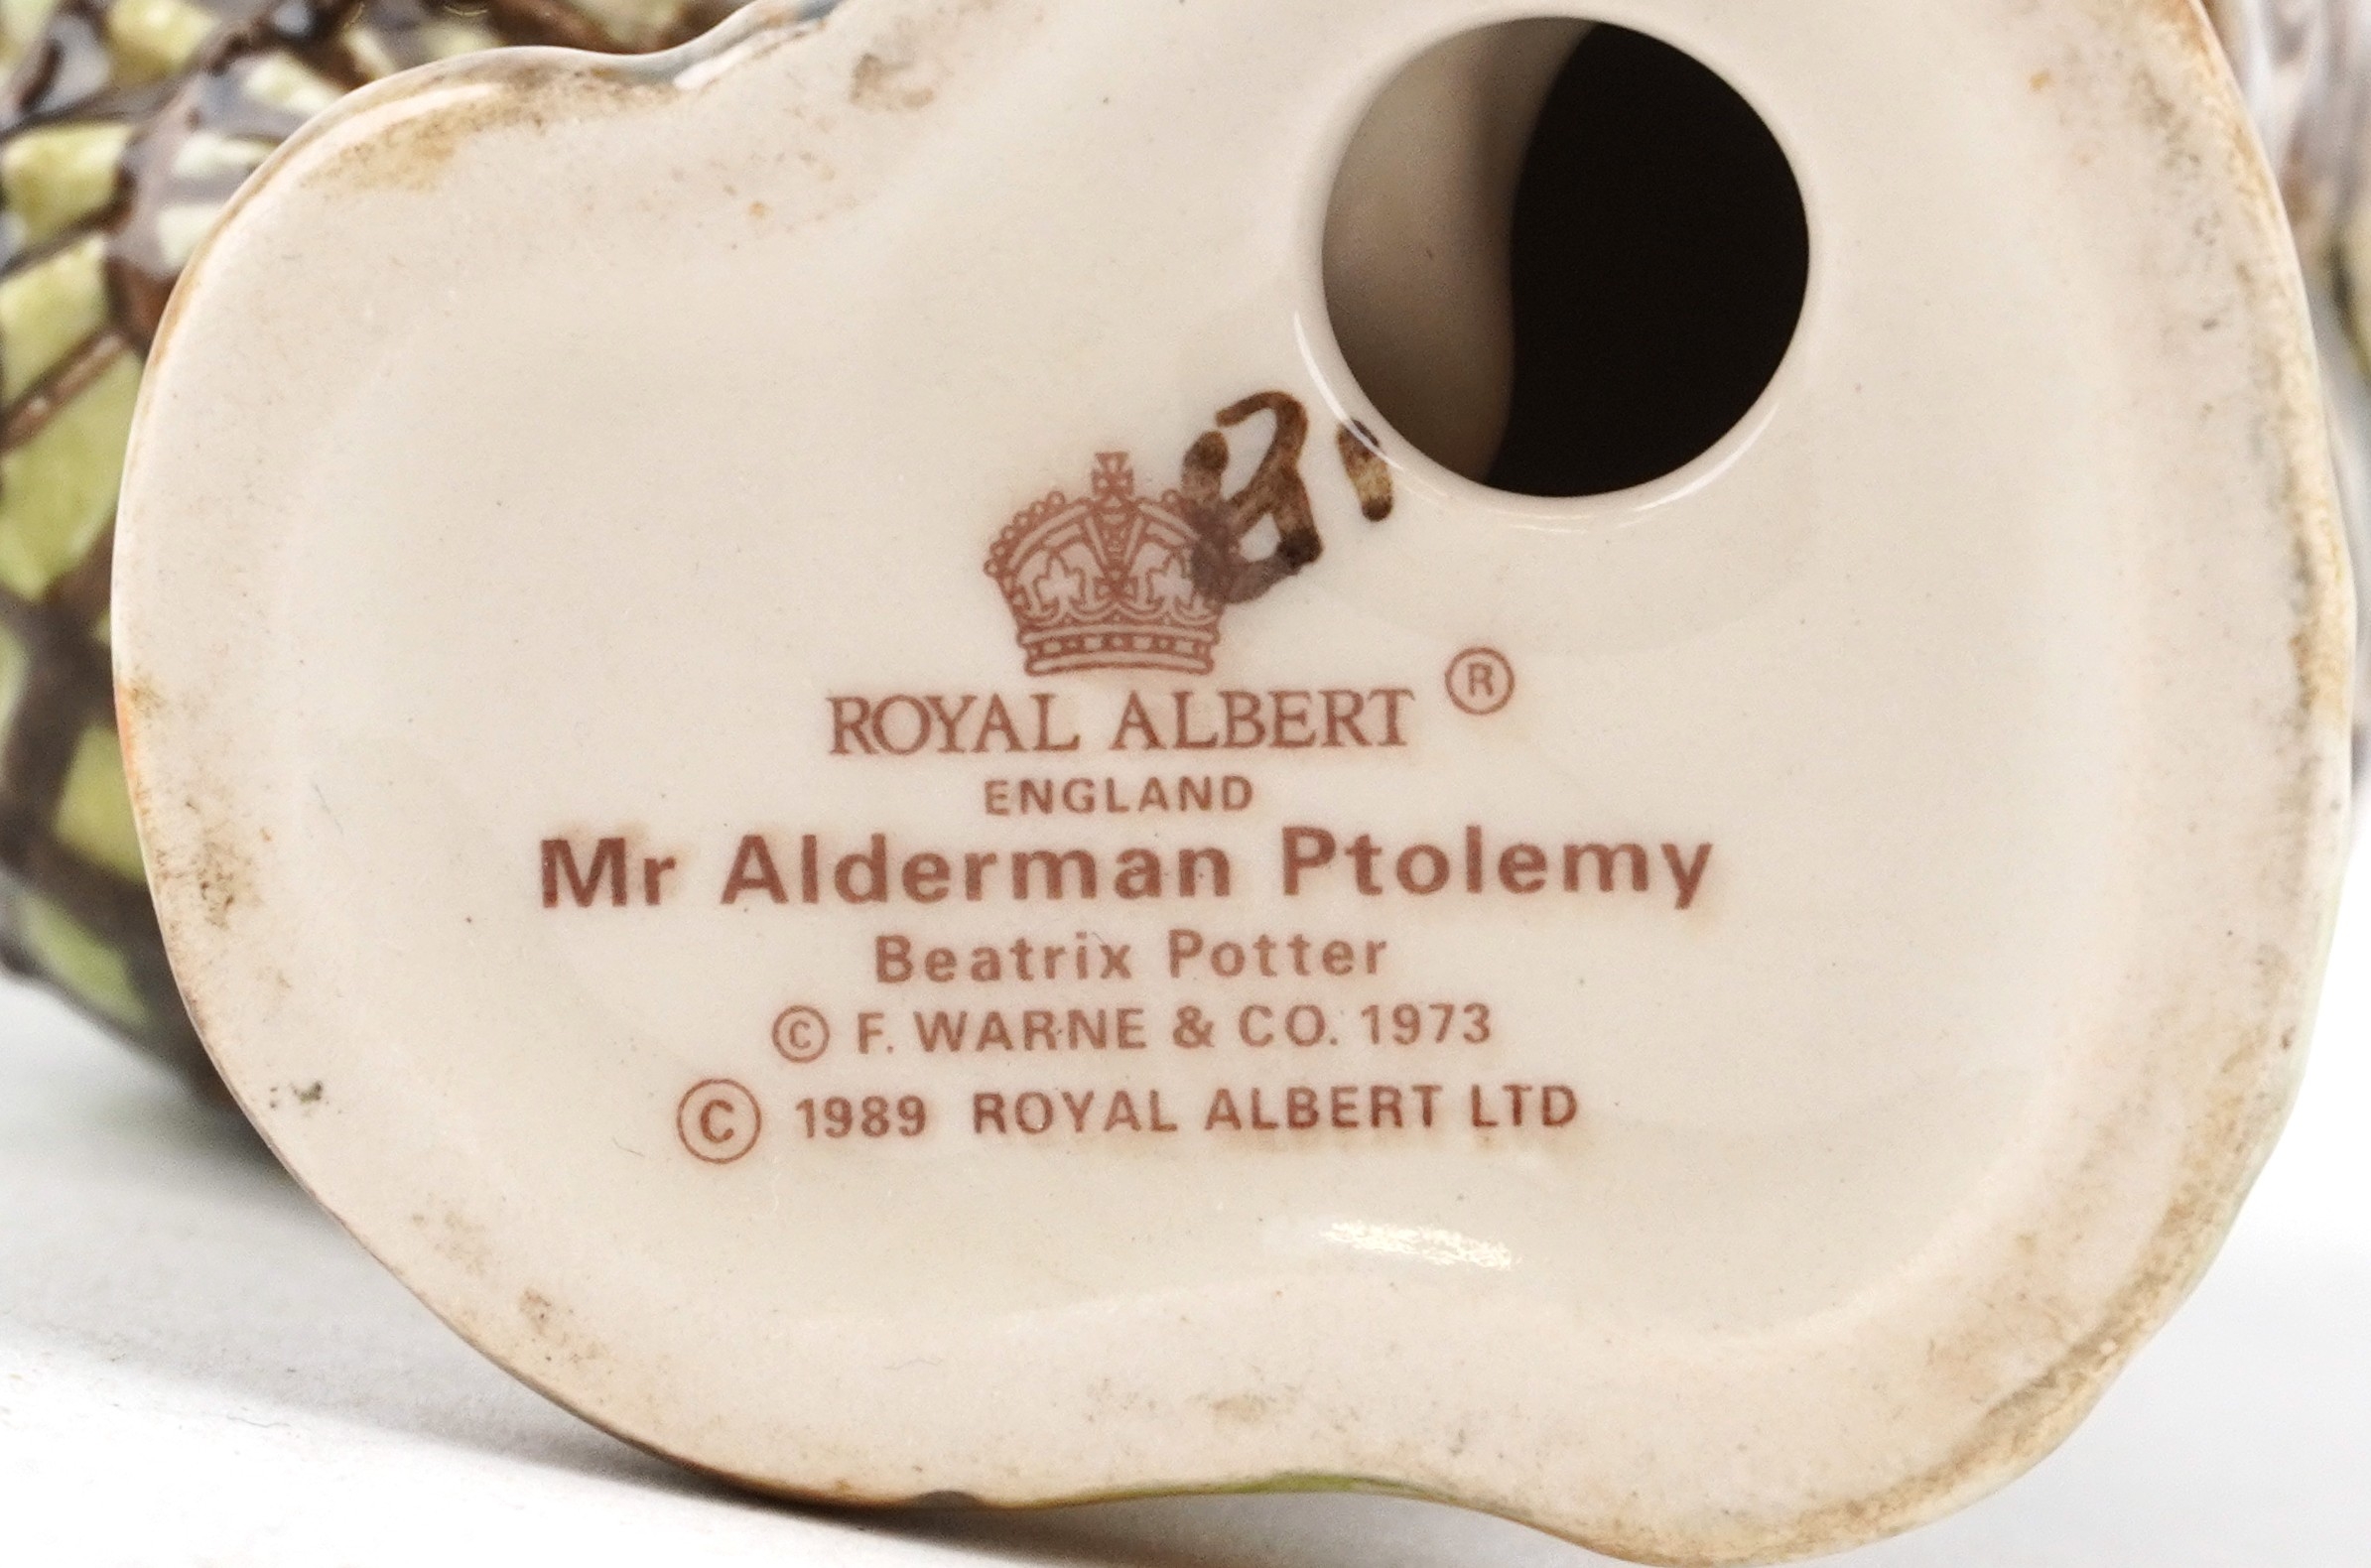 ROYAL ALBERT ®
ENGLAND
Mr Alderman Ptolemy
Beatrix Potter
© F. WARNE & CO. 1973
© 1989 ROYAL ALBERT LTD